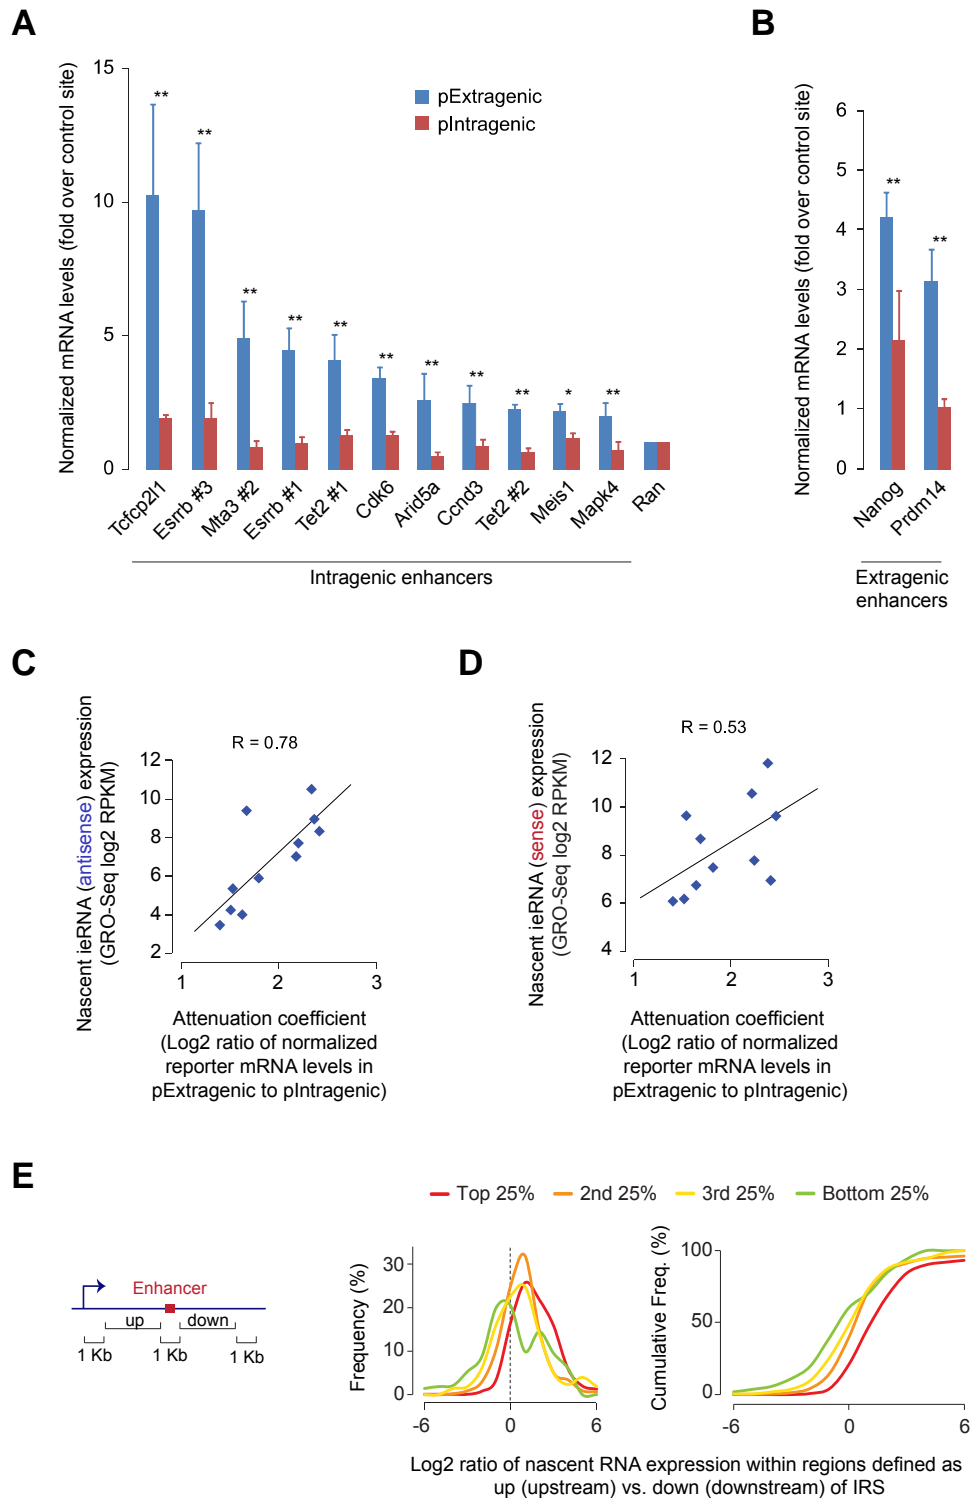 A
Normalized mRNA levels (fold over control site)
15
10
5
0
pExtragenic
pIntragenic
**
**
**
**
**
**
**
**
**
*
**
Tcfcp2l1
Esrrb #3
Mta3 #2
Esrrb #1
Tet2 #1
Cdk6
Arid5a
Ccnd3
Tet2 #2
Meis1
Mapk4
Ran
Intragenic enhancers
B
Normalized mRNA levels (fold over control site)
6
5
4
3
2
1
0
**
**
Nanog
Prdm14
Extragenic
enhancers
C
Nascent ieRNA (antisense) expression
(GRO-Seq log2 RPKM)
R = 0.78
12
10
8
6
4
2
1
2
3
Attenuation coefficient
(Log2 ratio of normalized
reporter mRNA levels in
pExtragenic to pIntragenic)
D
Nascent ieRNA (sense) expression
(GRO-Seq log2 RPKM)
R = 0.53
12
10
8
6
4
1
2
3
Attenuation coefficient
(Log2 ratio of normalized
reporter mRNA levels in
pExtragenic to pIntragenic)
E
Enhancer
up
down
1 Kb
1 Kb
1 Kb
Top 25%
2nd 25%
3rd 25%
Bottom 25%
Frequency (%)
30
20
10
0
-6
0
6
Cumulative Freq. (%)
100
50
0
-6
0
6
Log2 ratio of nascent RNA expression within regions defined as
up (upstream) vs. down (downstream) of IRS